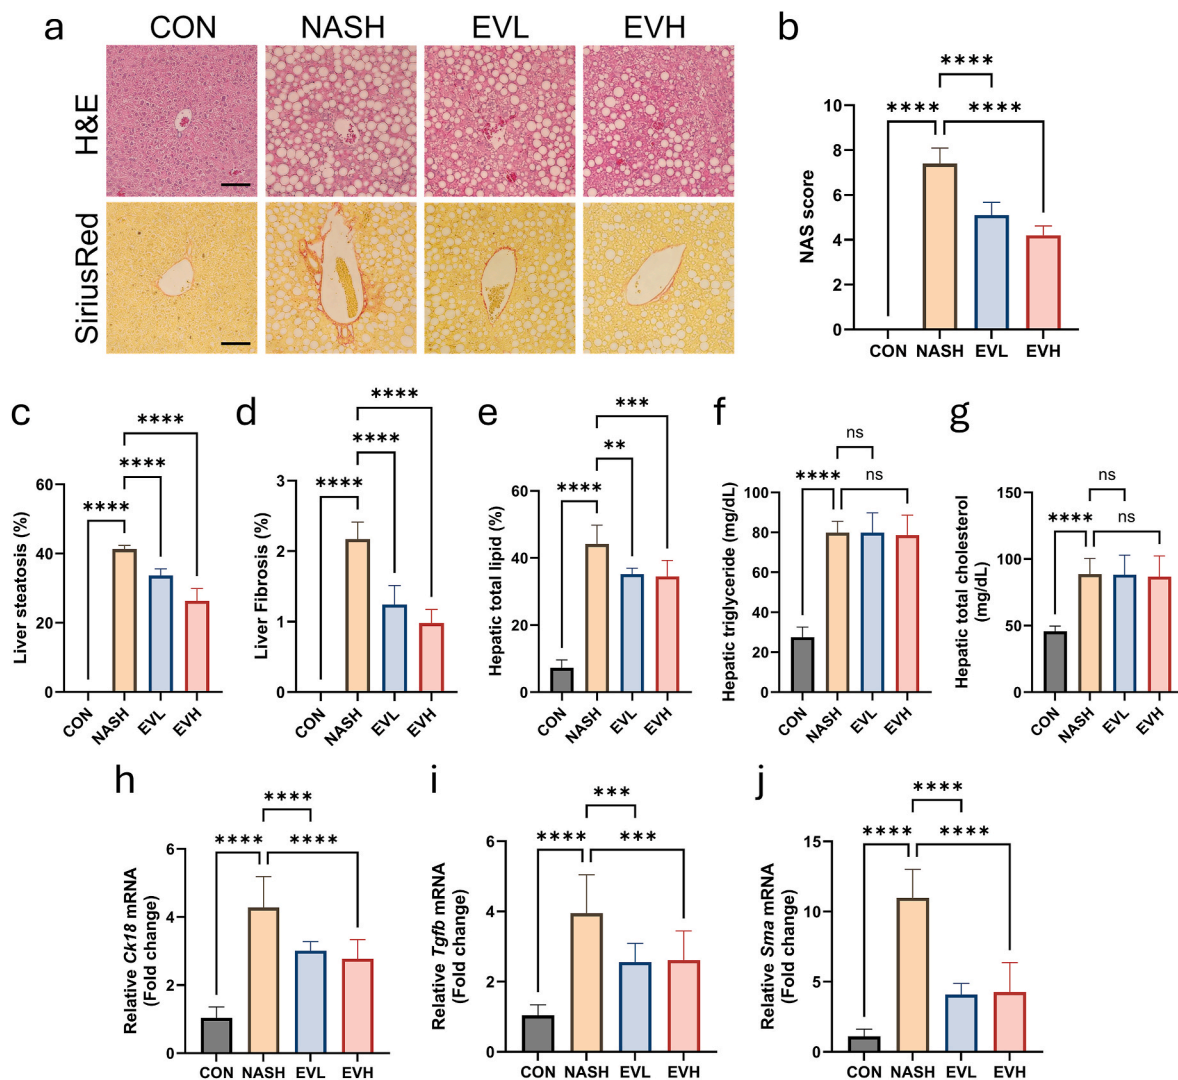 a
CON NASH EVL EVH
H&E
SiriusRed
b
**** 
**** ****
NAS score
10
8
6
4
2
0
CON NASH EVL EVH
c
****
****
****
Liver steatosis (%)
60
40
20
0
CON NASH EVL EVH
d
****
****
****
Liver Fibrosis (%)
3
2
1
0
CON NASH EVL EVH
e
***
**
****
Hepatic total lipid (%)
60
40
20
0
CON NASH EVL EVH
f
ns
**** ns
Hepatic triglyceride (mg/dL)
100
80
60
40
20
0
CON NASH EVL EVH
g
ns
**** ns
Hepatic total cholesterol
(mg/dL)
150
100
50
0
CON NASH EVL EVH
h
****
**** ****
Relative Ck18 mRNA
(Fold change)
6
4
2
0
CON NASH EVL EVH
i
***
**** ***
Relative Tgfb mRNA
(Fold change)
6
4
2
0
CON NASH EVL EVH
j
****
**** ****
Relative Sma mRNA
(Fold change)
15
10
5
0
CON NASH EVL EVH